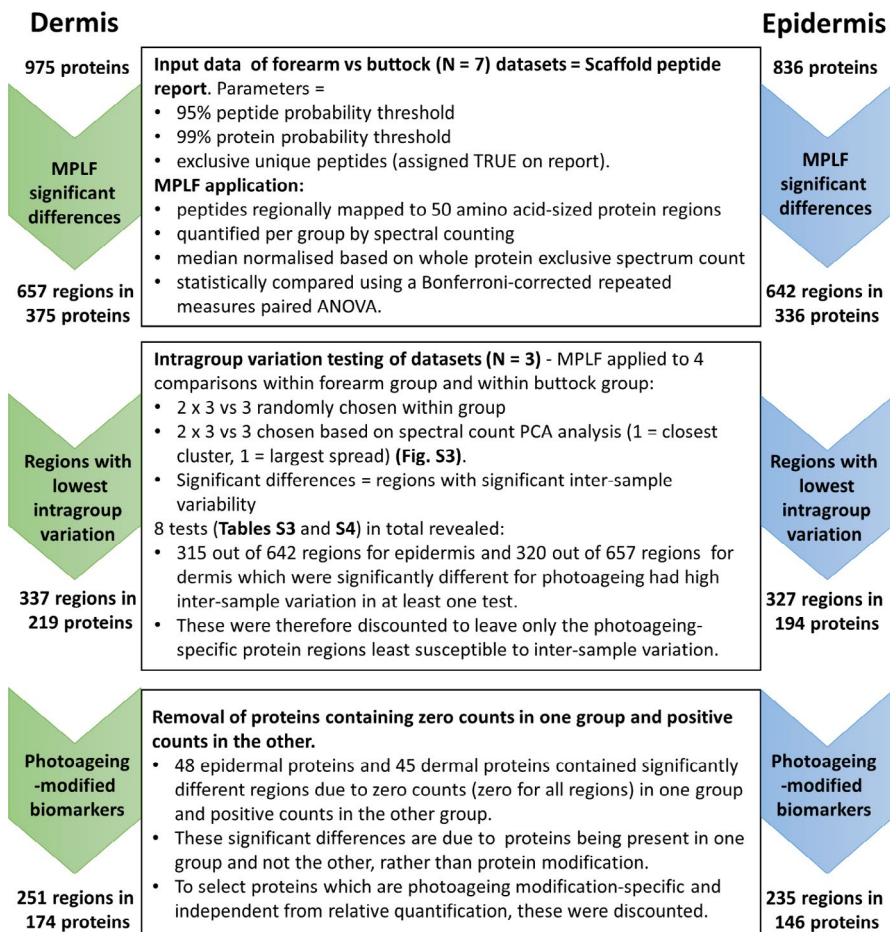 Dermis
Epidermis
975 proteins
MPLF
significant
differences
657 regions in
375 proteins
Input data of forearm vs buttock (N = 7) datasets = Scaffold peptide
report. Parameters =
• 95% peptide probability threshold
• 99% protein probability threshold
• exclusive unique peptides (assigned TRUE on report).
MPLF application:
• peptides regionally mapped to 50 amino acid-sized protein regions
• quantified per group by spectral counting
• median normalised based on whole protein exclusive spectrum count
• statistically compared using a Bonferroni-corrected repeated
measures paired ANOVA.
836 proteins
MPLF
significant
differences
642 regions in
336 proteins
Regions with
lowest
intragroup
variation
337 regions in
219 proteins
Intragroup variation testing of datasets (N = 3) - MPLF applied to 4
comparisons within forearm group and within buttock group:
• 2 x 3 vs 3 randomly chosen within group
• 2 x 3 vs 3 chosen based on spectral count PCA analysis (1 = closest
cluster, 1 = largest spread) (Fig. S3).
• Significant differences = regions with significant inter-sample
variability
8 tests (Tables S3 and S4) in total revealed:
• 315 out of 642 regions for epidermis and 320 out of 657 regions for
dermis which were significantly different for photoageing had high
inter-sample variation in at least one test.
• These were therefore discounted to leave only the photoageing-
specific protein regions least susceptible to inter-sample variation.
Regions with
lowest
intragroup
variation
327 regions in
194 proteins
Photoageing
-modified
biomarkers
251 regions in
174 proteins
Removal of proteins containing zero counts in one group and positive
counts in the other.
• 48 epidermal proteins and 45 dermal proteins contained significantly
different regions due to zero counts (zero for all regions) in one group
and positive counts in the other group.
• These significant differences are due to proteins being present in one
group and not the other, rather than protein modification.
• To select proteins which are photoageing modification-specific and
independent from relative quantification, these were discounted.
Photoageing
-modified
biomarkers
235 regions in
146 proteins